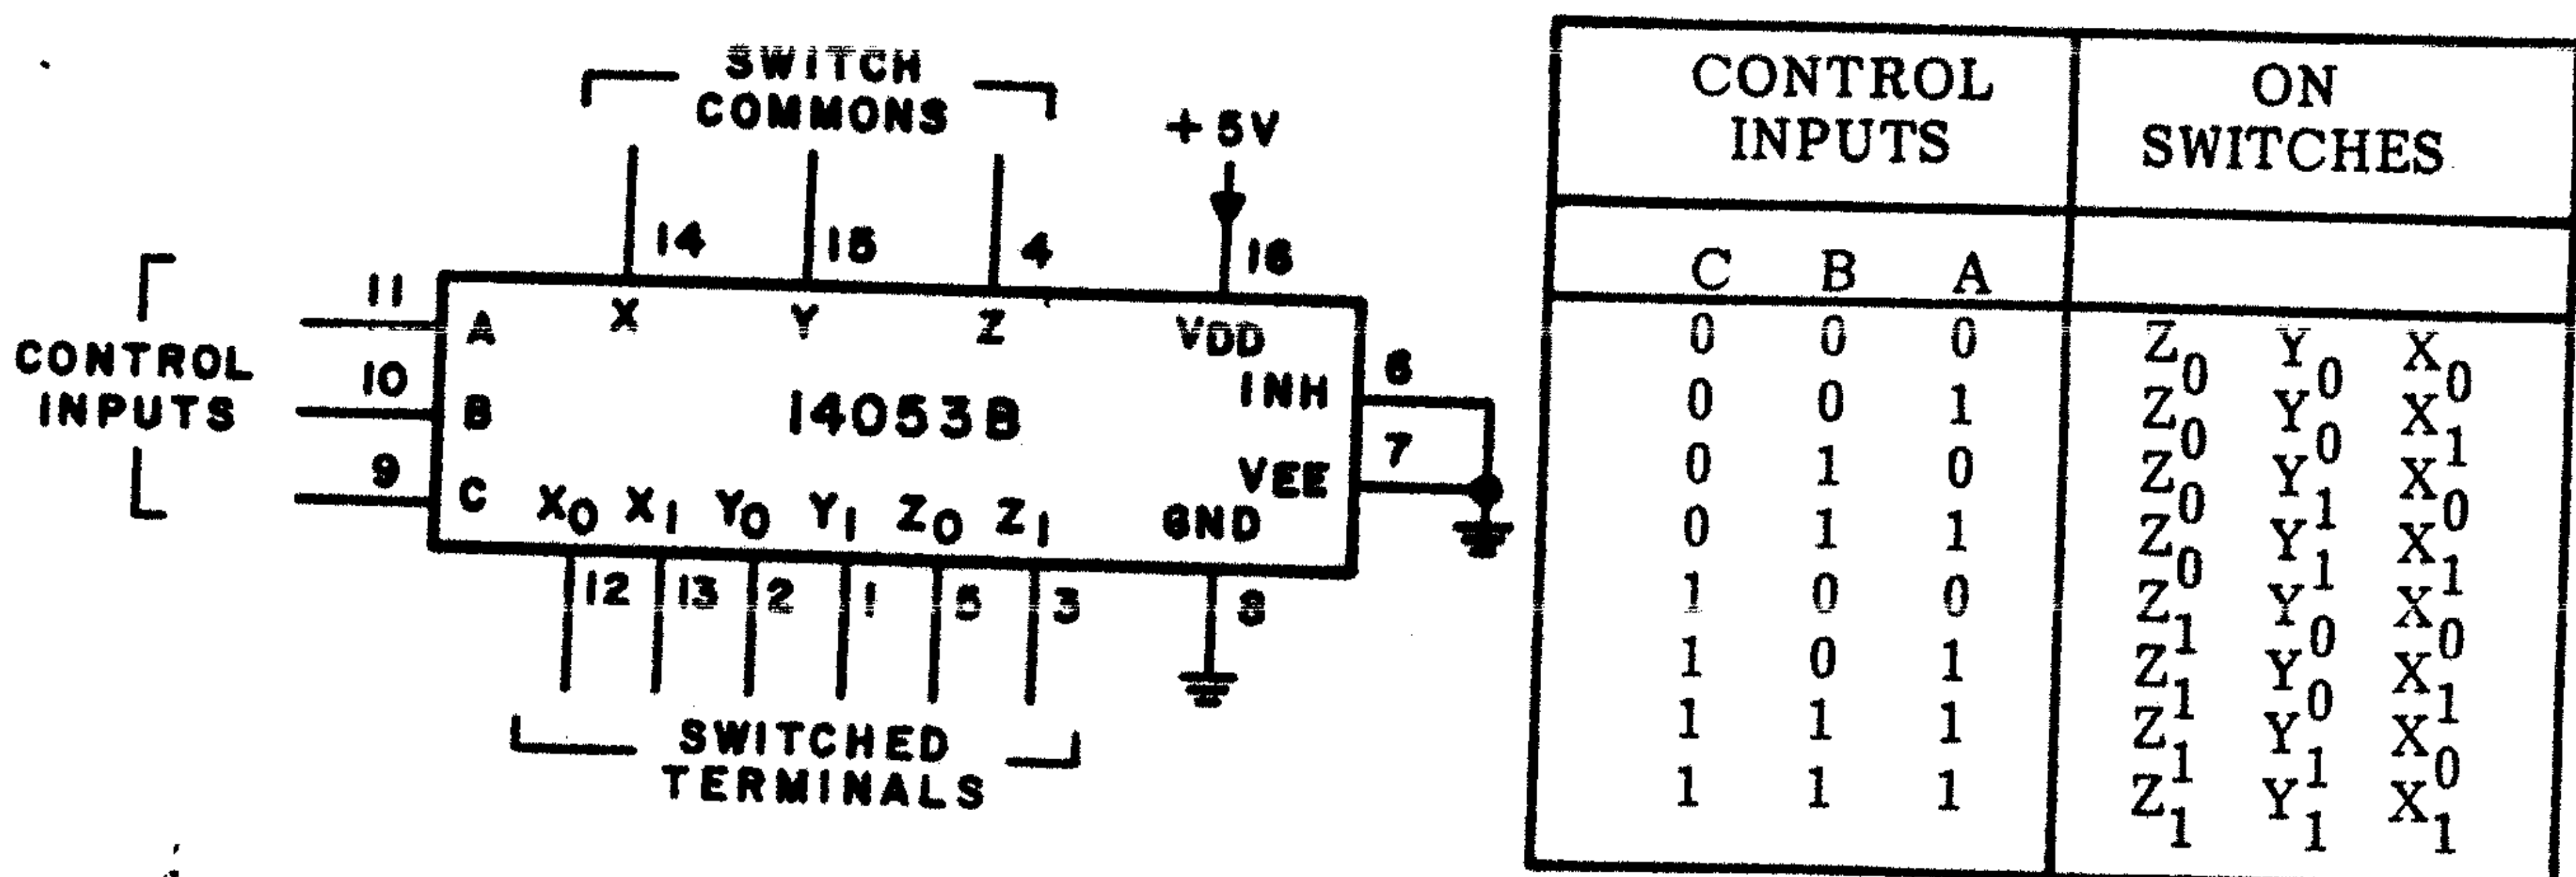 SWITCH
COMMONS
+5V
14 15 4 16
CONTROL
INPUTS
11
10
9
A X Y Z VDD
B 14053B INH
C X0 X1 Y0 Y1 Z0 Z1 GND VEE
6
7
12 13 2 1 5 3 8
SWITCHED
TERMINALS
CONTROL
INPUTS
ON
SWITCHES
C B A
0 0 0 Z0 Y0 X0
0 0 1 Z0 Y0 X1
0 1 0 Z0 Y1 X0
0 1 1 Z0 Y1 X1
1 0 0 Z1 Y0 X0
1 0 1 Z1 Y0 X1
1 1 1 Z1 Y1 X0
1 1 1 Z1 Y1 X1